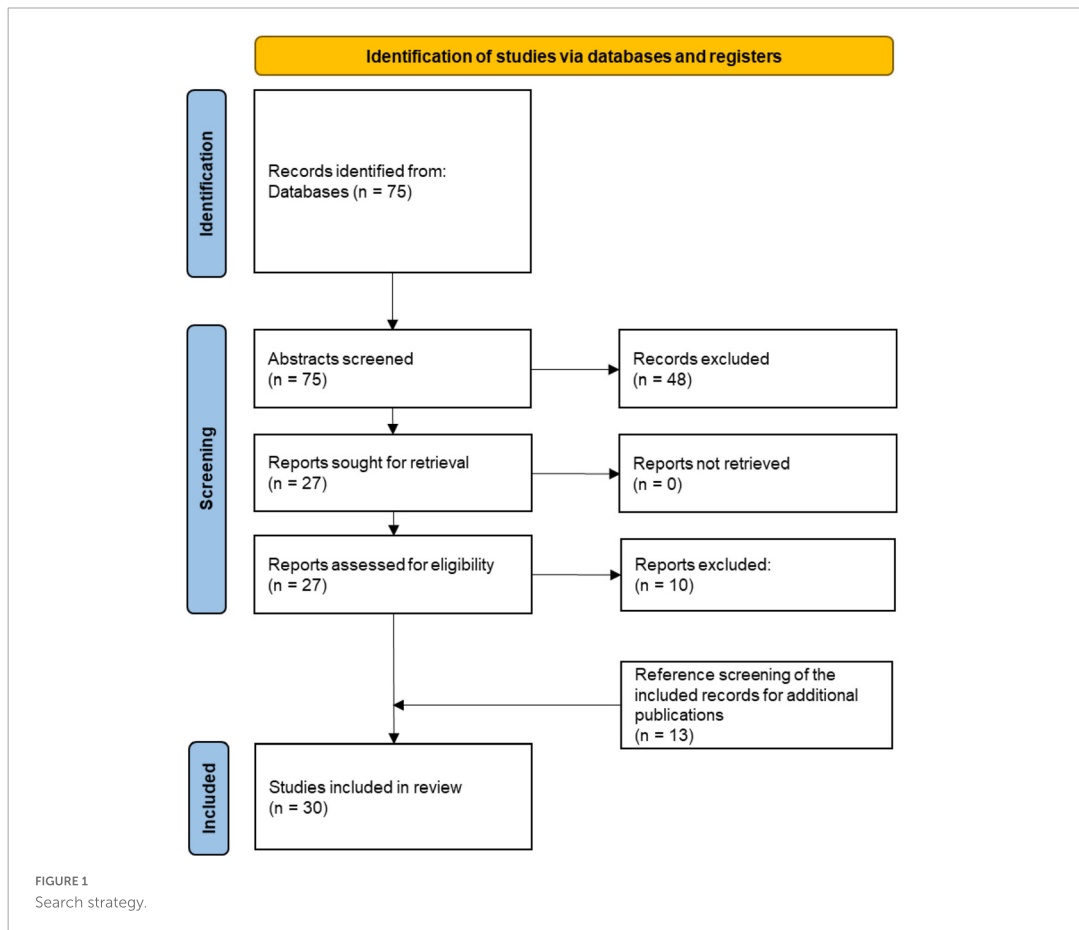 Identification of studies via databases and registers
Identification
Records identified from:
Databases (n = 75)
Screening
Abstracts screened
(n = 75)
Records excluded
(n = 48)
Reports sought for retrieval
(n = 27)
Reports not retrieved
(n = 0)
Reports assessed for eligibility
(n = 27)
Reports excluded:
(n = 10)
Reference screening of the
included records for additional
publications
(n = 13)
Included
Studies included in review
(n = 30)
FIGURE 1
Search strategy.